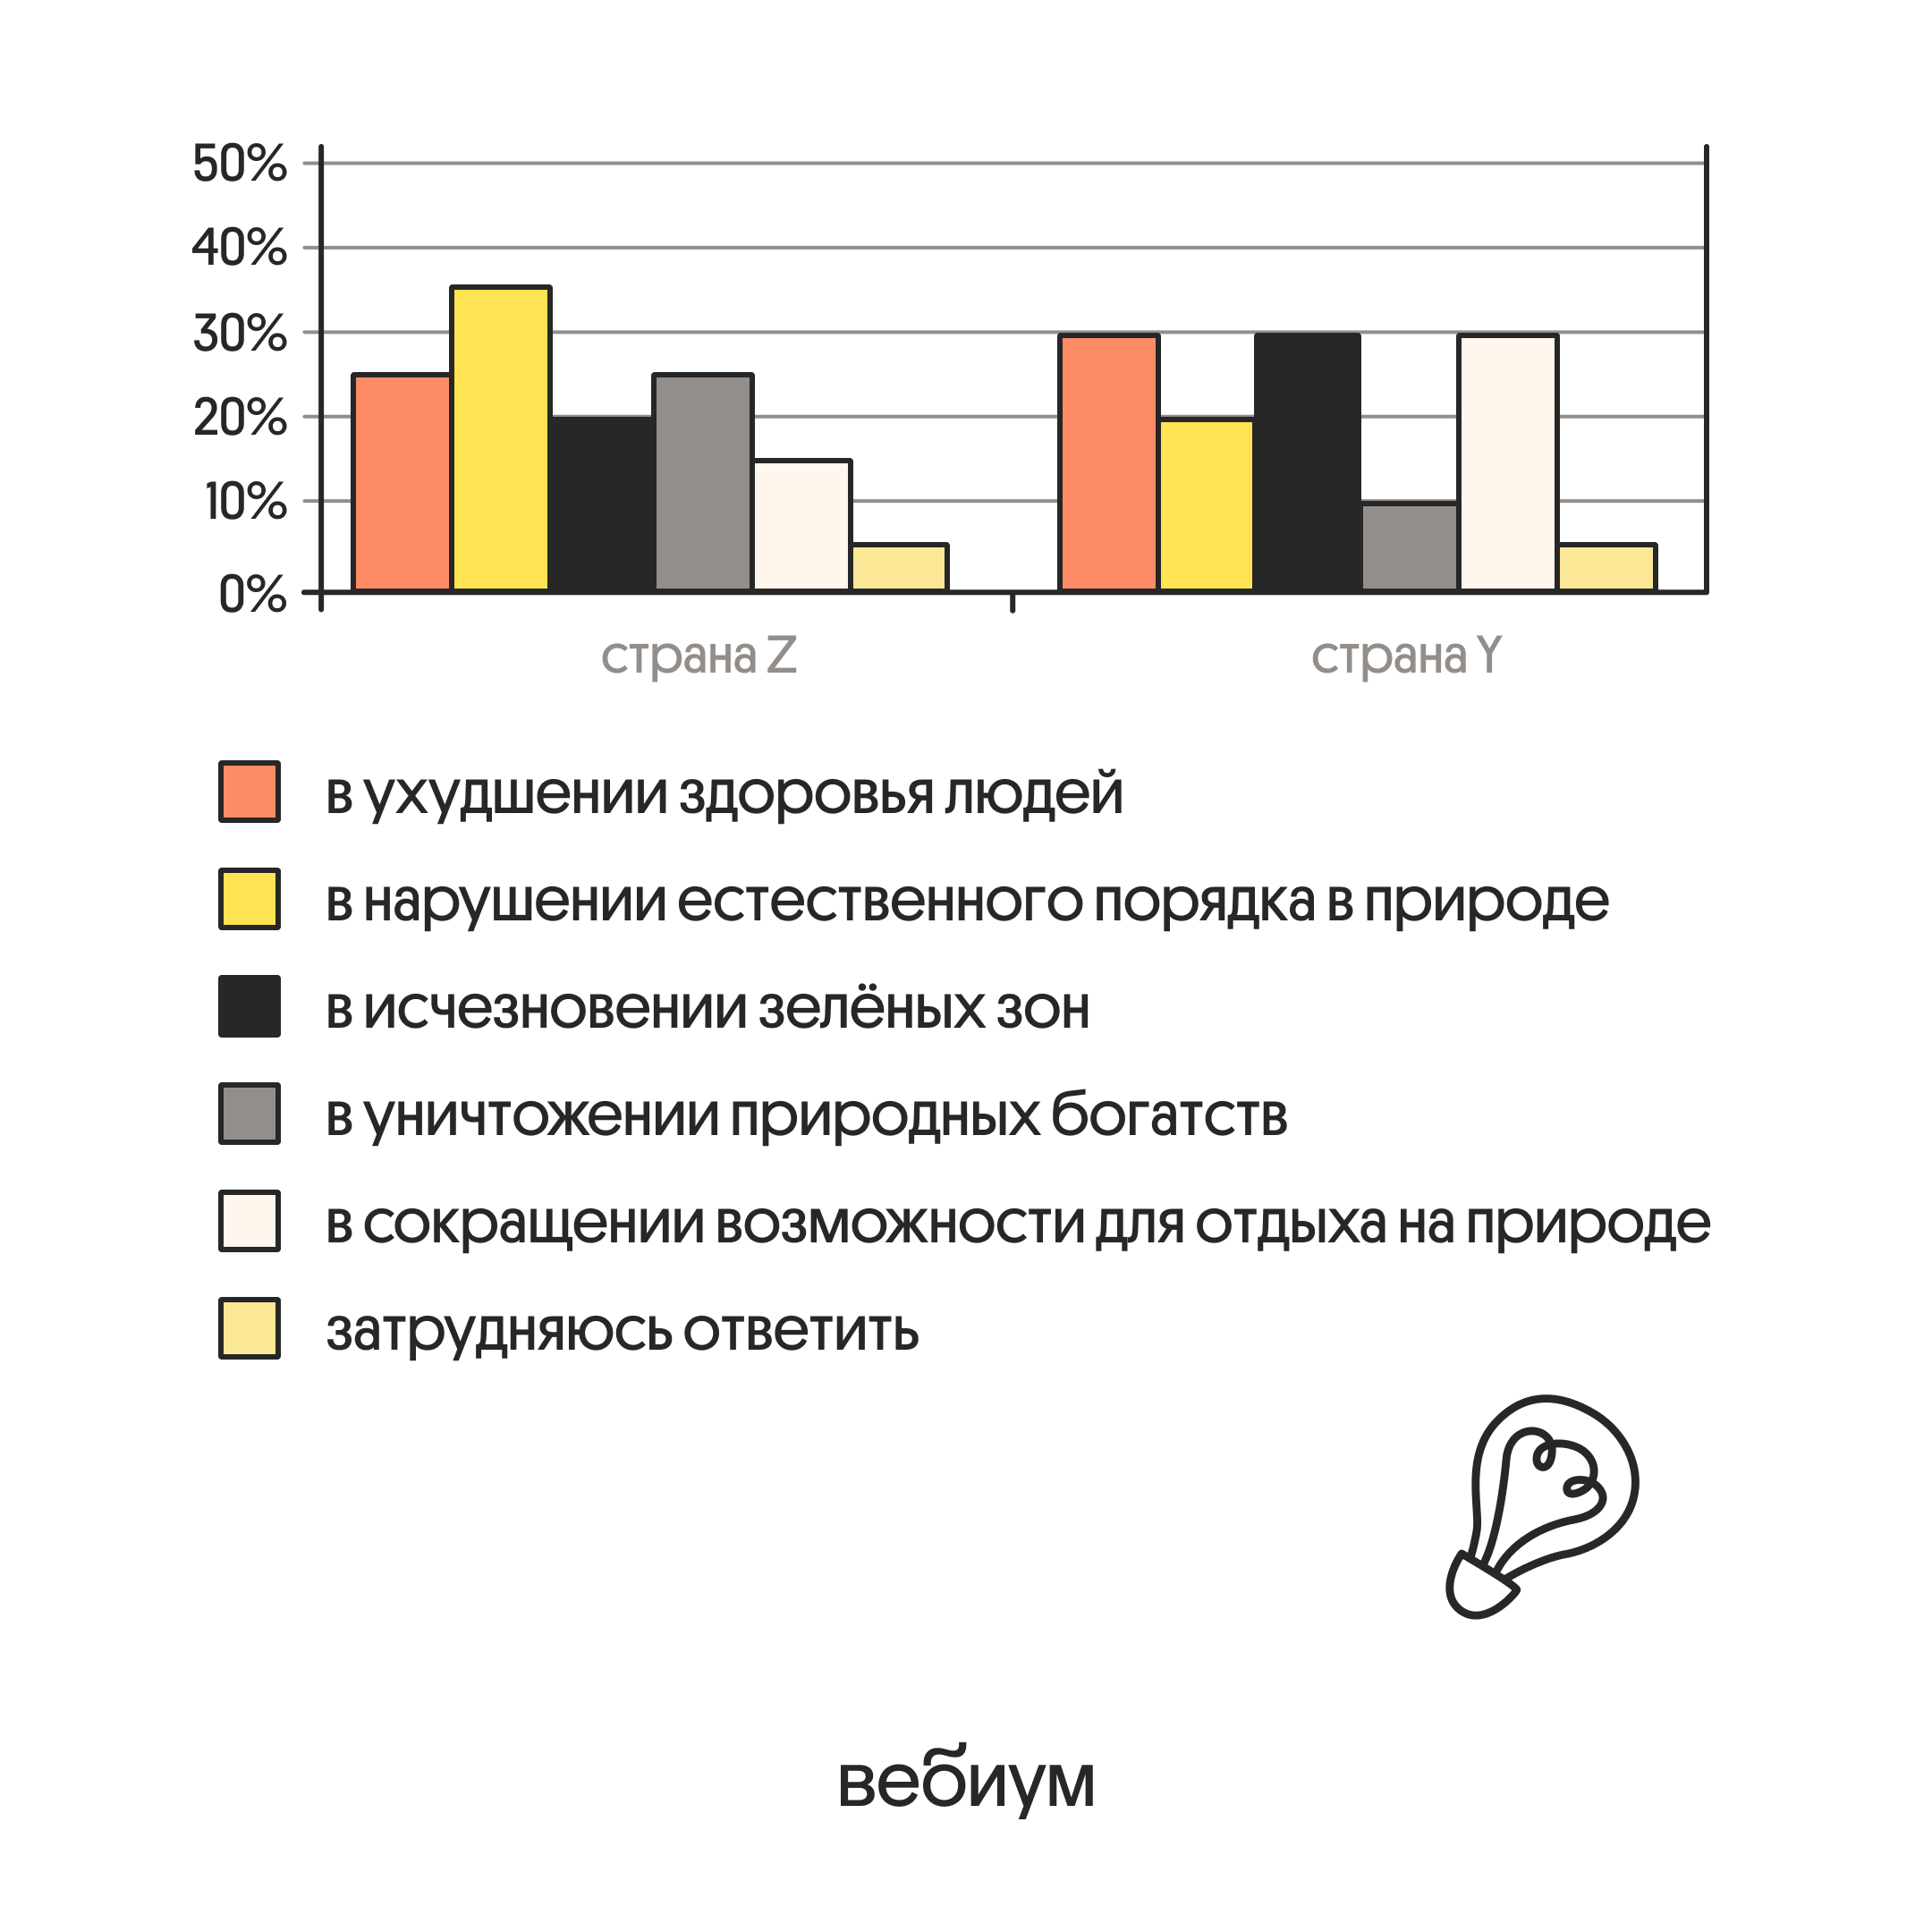 50%
40%
30%
20%
10%
0%
страна Z
страна Y
в ухудшении здоровья людей
в нарушении естественного порядка в природе
в исчезновении зелёных зон
в уничтожении природных богатств
в сокращении возможности для отдыха на природе
затрудняюсь ответить
вебиум